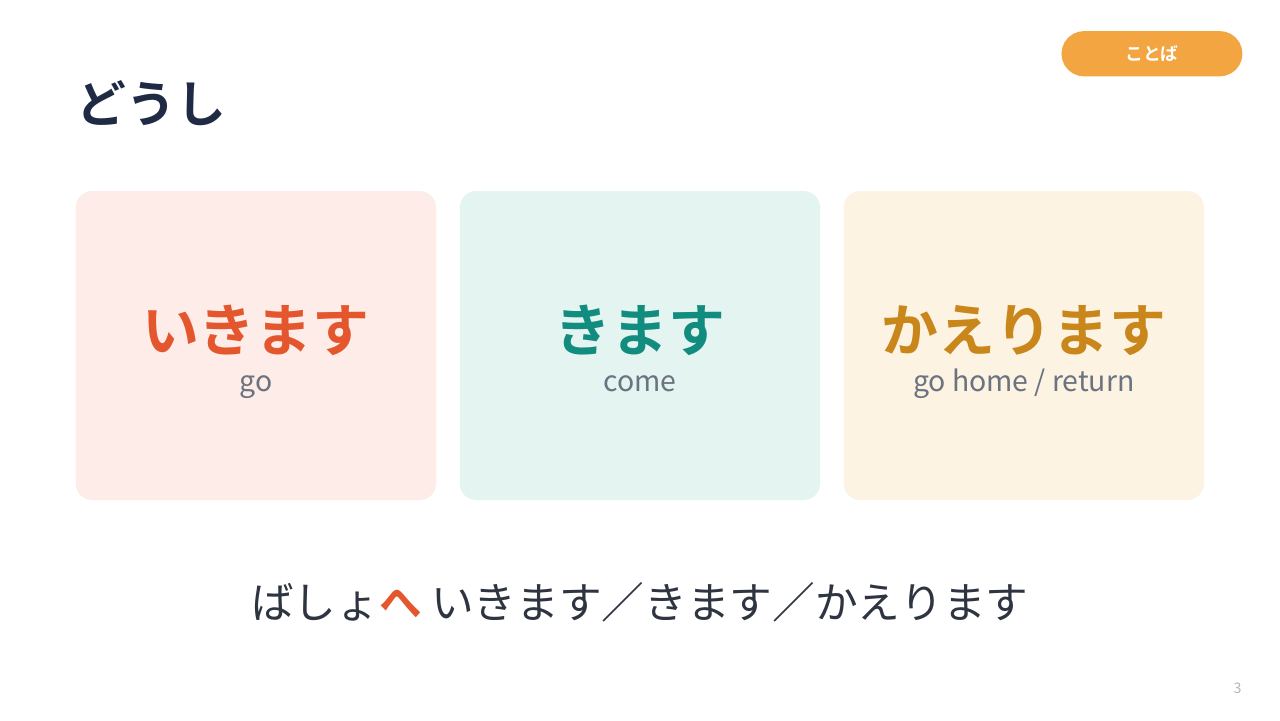 ことば
どうし
いきます
go
きます
come
かえります
go home / return
ばしょへ いきます／きます／かえります
3